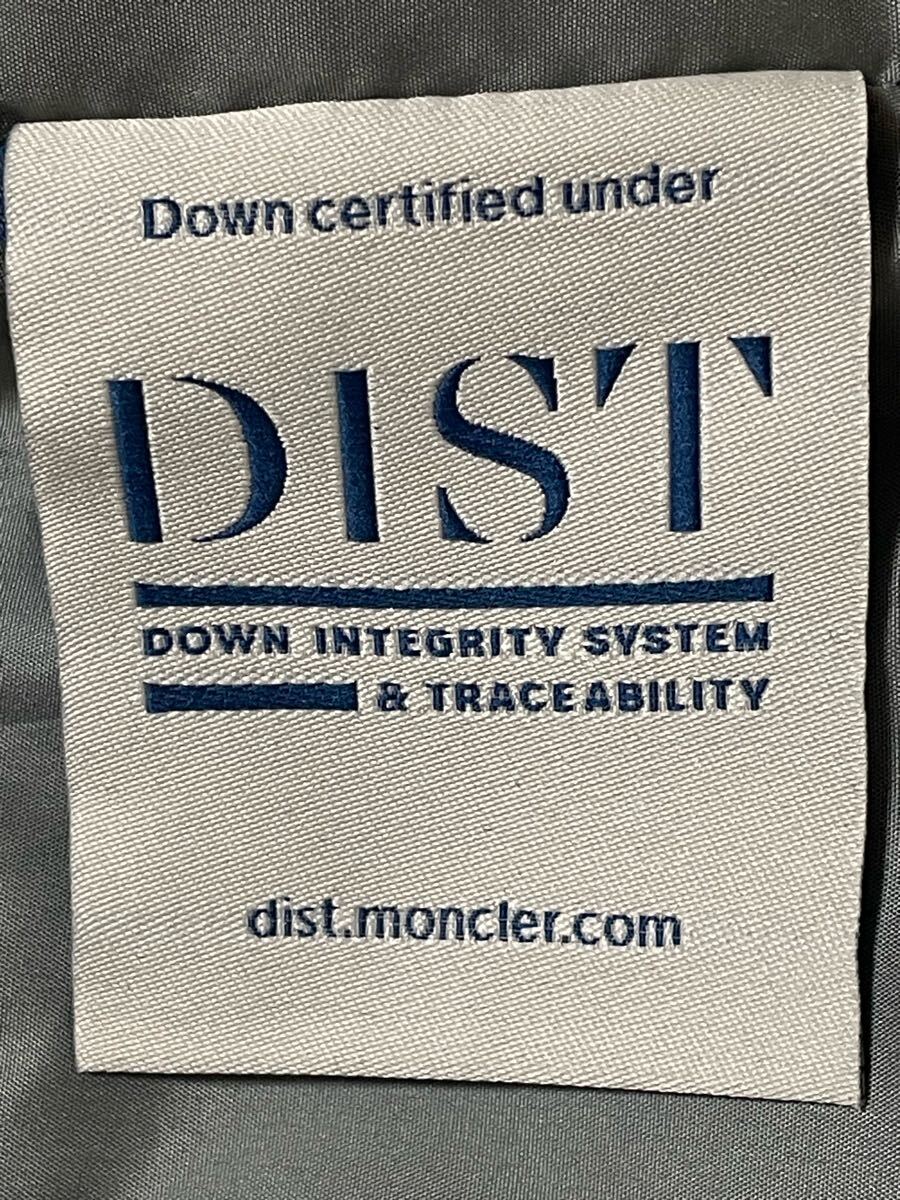 Down certified under
DIST
DOWN INTEGRITY SYSTEM
& TRACEABILITY
dist.moncler.com